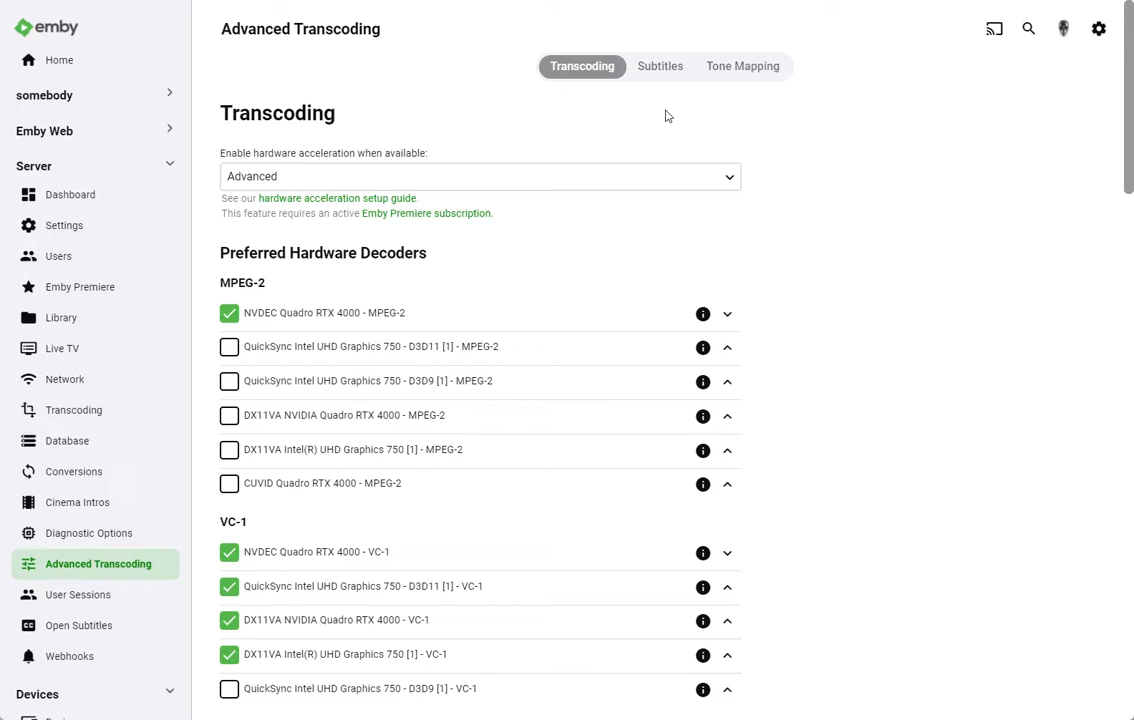 emby
Home
somebody
Emby Web
Server
Dashboard
Settings
Users
Emby Premiere
Library
Live TV
Network
Transcoding
Database
Conversions
Cinema Intros
Diagnostic Options
Advanced Transcoding
User Sessions
Open Subtitles
Webhooks
Devices
Advanced Transcoding
Transcoding Subtitles Tone Mapping
Transcoding
Enable hardware acceleration when available:
Advanced
See our hardware acceleration setup guide.
This feature requires an active Emby Premiere subscription.
Preferred Hardware Decoders
MPEG-2
NVDEC Quadro RTX 4000 - MPEG-2
QuickSync Intel UHD Graphics 750 - D3D11 [1] - MPEG-2
QuickSync Intel UHD Graphics 750 - D3D9 [1] - MPEG-2
DX11VA NVIDIA Quadro RTX 4000 - MPEG-2
DX11VA Intel(R) UHD Graphics 750 [1] - MPEG-2
CUVID Quadro RTX 4000 - MPEG-2
VC-1
NVDEC Quadro RTX 4000 - VC-1
QuickSync Intel UHD Graphics 750 - D3D11 [1] - VC-1
DX11VA NVIDIA Quadro RTX 4000 - VC-1
DX11VA Intel(R) UHD Graphics 750 [1] - VC-1
QuickSync Intel UHD Graphics 750 - D3D9 [1] - VC-1